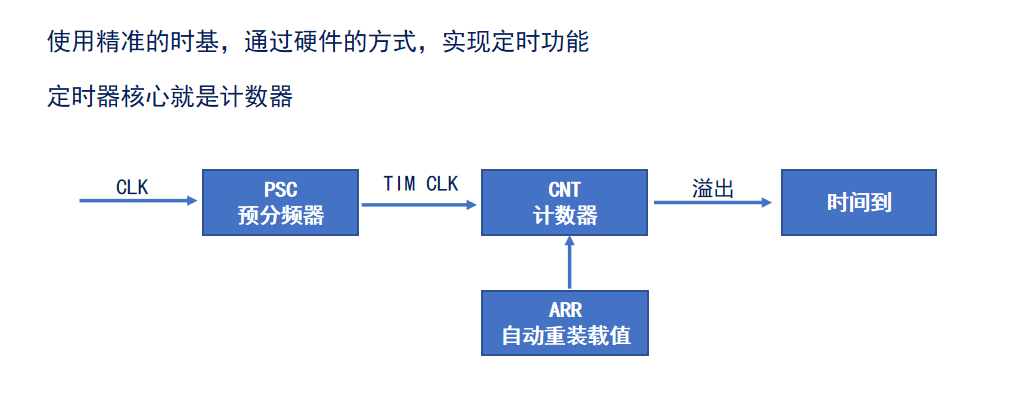 使用精准的时基，通过硬件的方式，实现定时功能
定时器核心就是计数器
CLK
PSC
预分频器
TIM CLK
CNT
计数器
溢出
时间到
ARR
自动重装载值